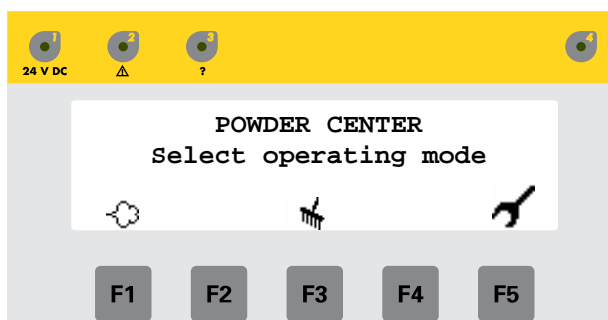 1 2 3 4
24 V DC ?
POWDER CENTER
Select operating mode
F1 F2 F3 F4 F5